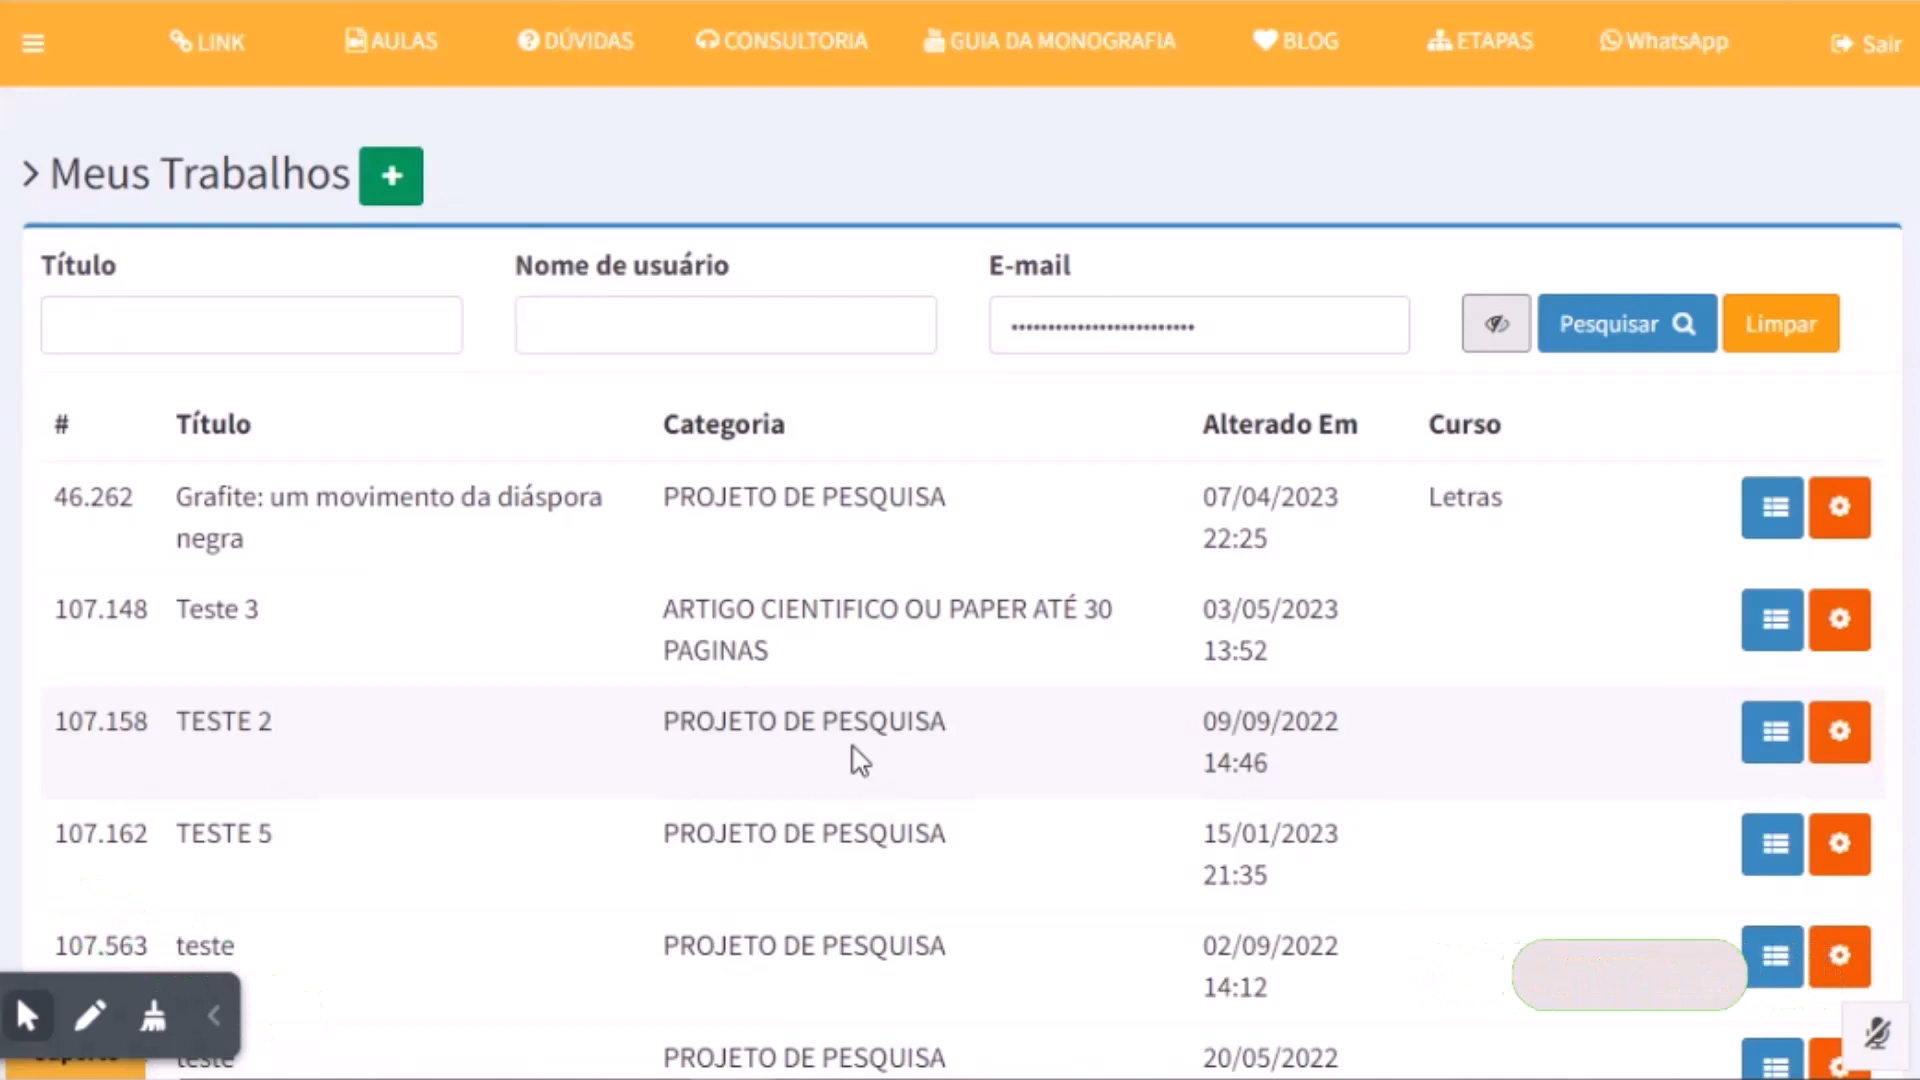 LINK AULAS DÚVIDAS CONSULTORIA GUIA DA MONOGRAFIA BLOG ETAPAS WhatsApp Sair
Meus Trabalhos
Título Nome de usuário E-mail
Pesquisar Limpar
# Título Categoria Alterado Em Curso
46.262 Grafite: um movimento da diáspora PROJETO DE PESQUISA 07/04/2023 Letras
negra 22:25
107.148 Teste 3 ARTIGO CIENTIFICO OU PAPER ATÉ 30 03/05/2023
PAGINAS 13:52
107.158 TESTE 2 PROJETO DE PESQUISA 09/09/2022
14:46
107.162 TESTE 5 PROJETO DE PESQUISA 15/01/2023
21:35
107.563 teste PROJETO DE PESQUISA 02/09/2022
14:12
teste PROJETO DE PESQUISA 20/05/2022